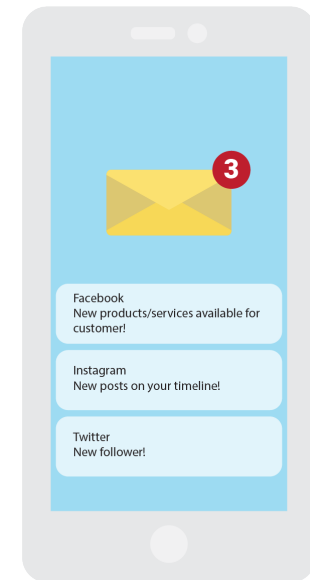 3
Facebook
New products/services available for
customer!
Instagram
New posts on your timeline!
Twitter
New follower!